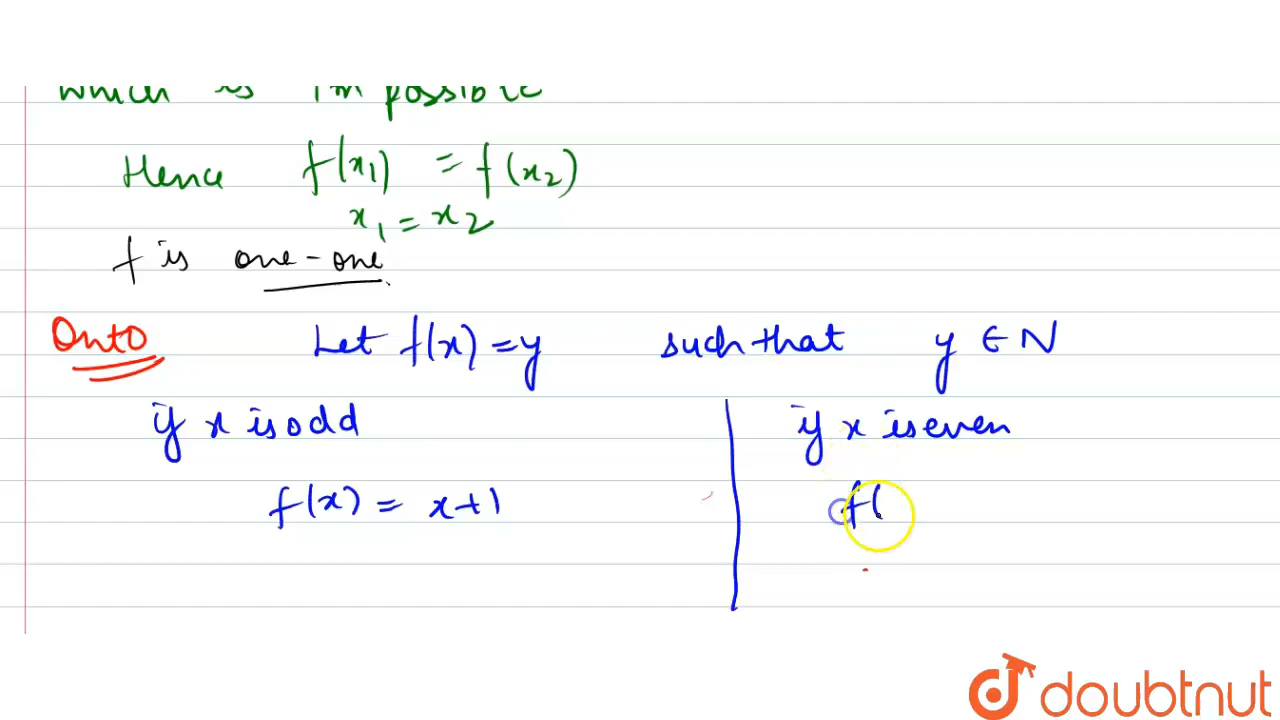 which is impossible
Hence f(x1) = f(x2)
x1 = x2
f is one-one
Onto Let f(x) = y such that y ∈ N
if x is odd
if x is even
f(x) = x+1
f(
doubtnut